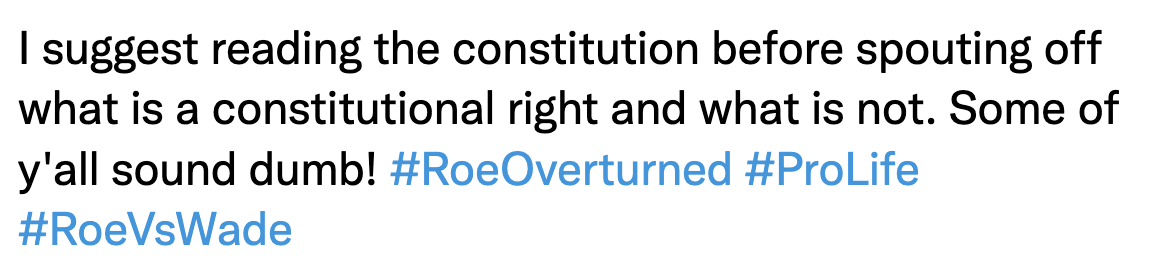 I suggest reading the constitution before spouting off
what is a constitutional right and what is not. Some of
y'all sound dumb! #RoeOverturned #ProLife
#RoeVsWade